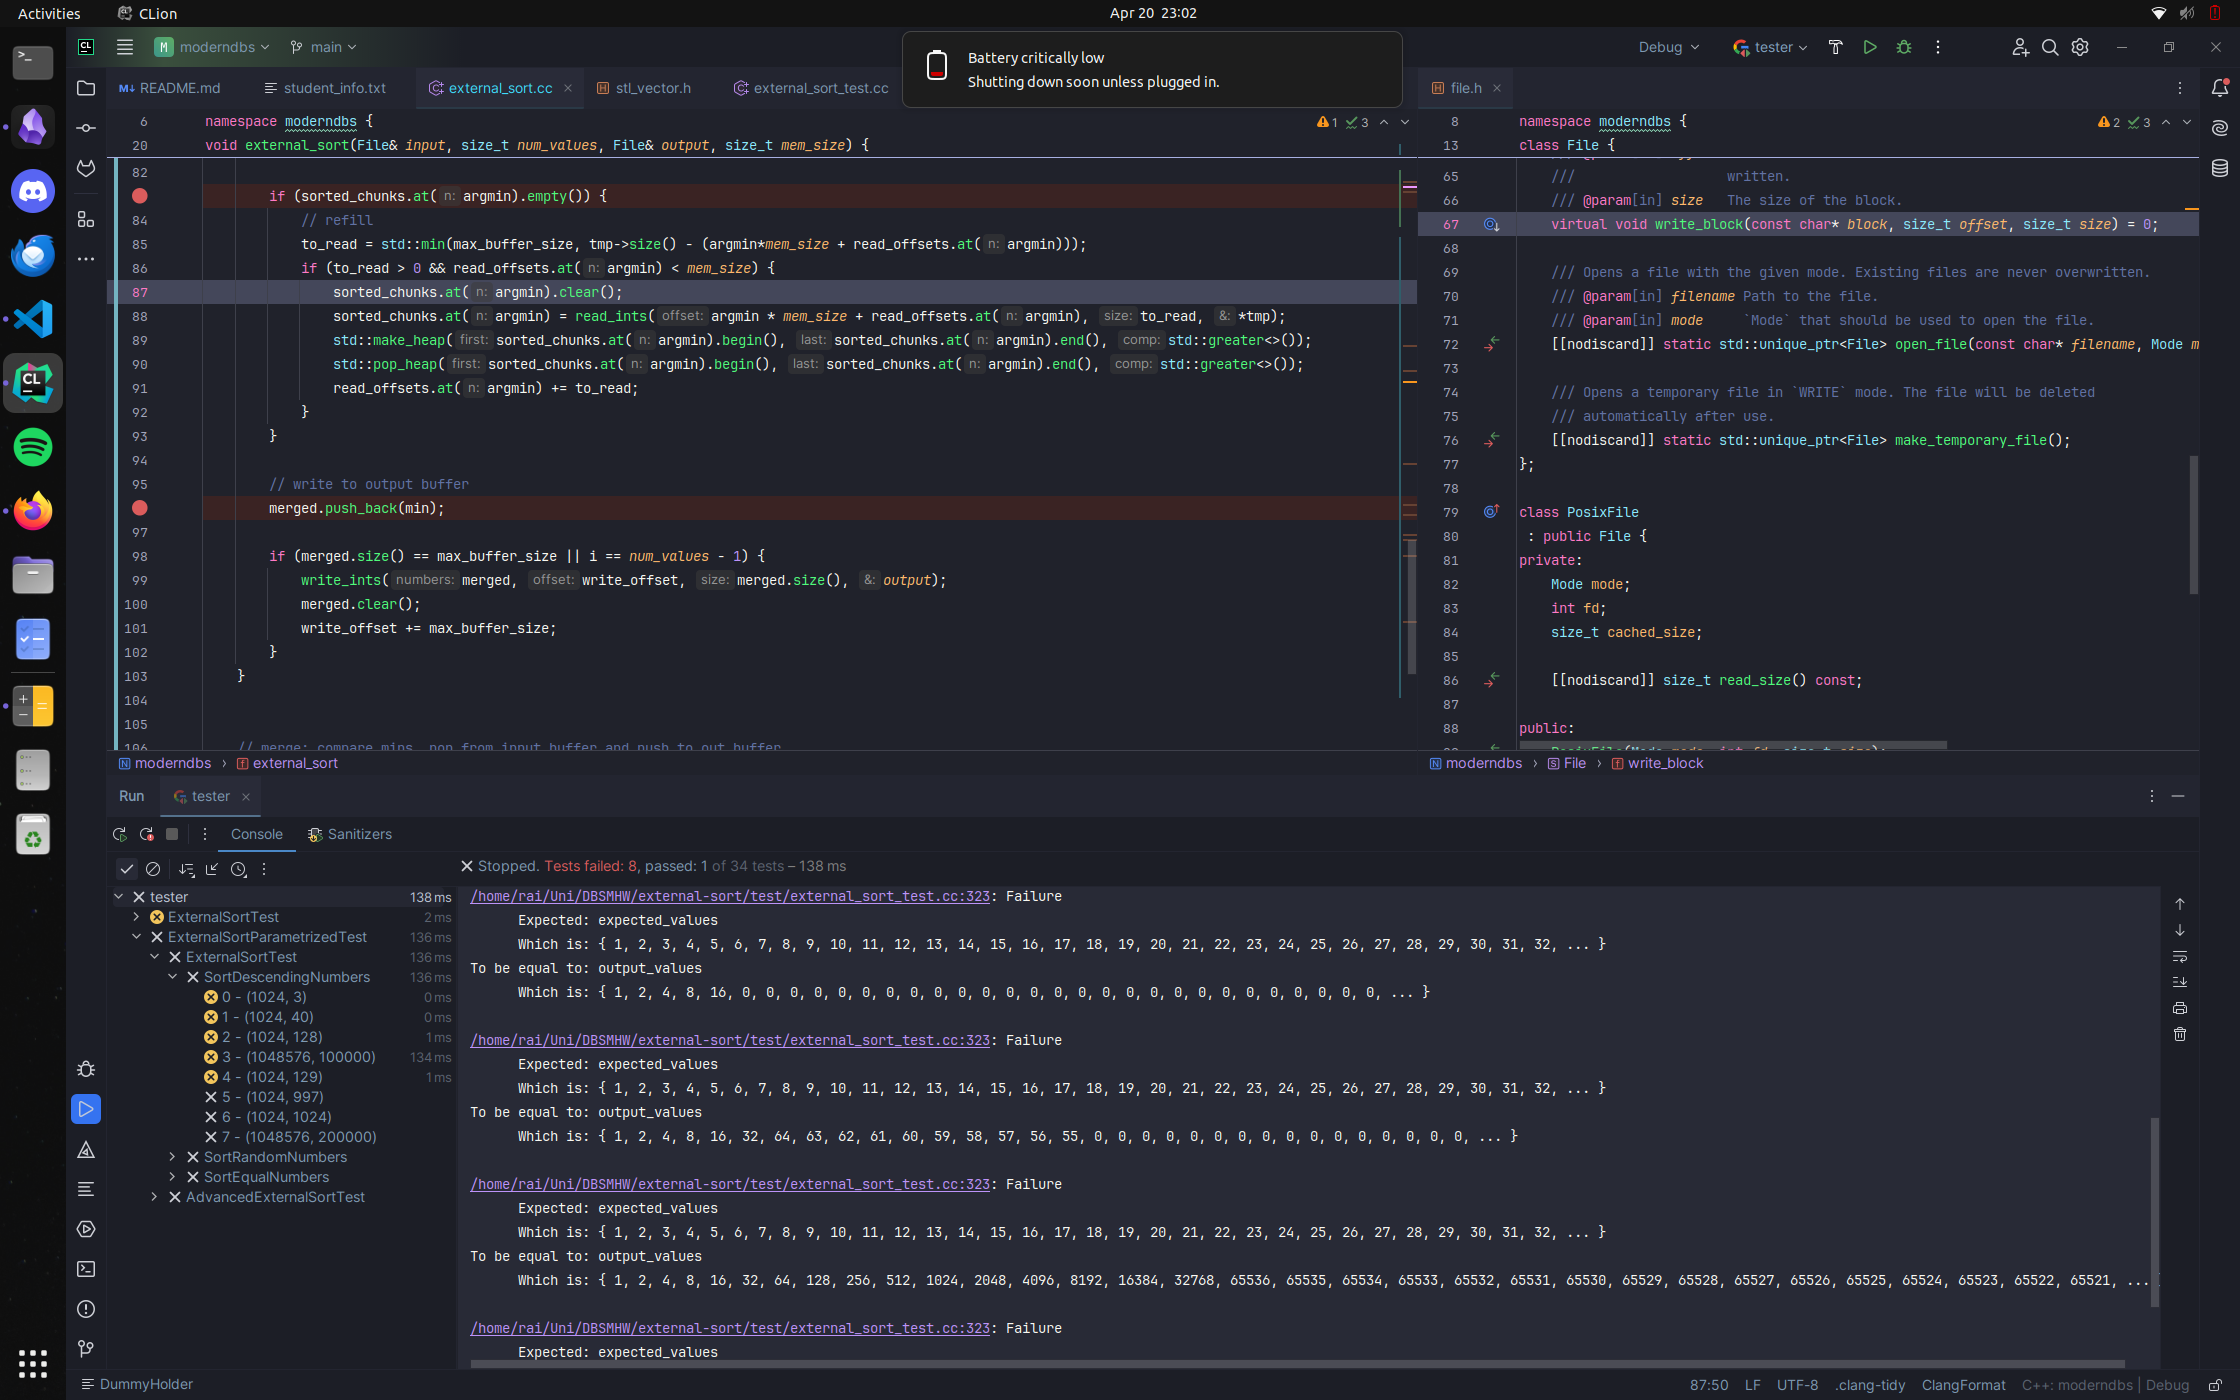 Activities
CLion
Apr 20 23:02
M moderndbs
main
Battery critically low
Shutting down soon unless plugged in.
Debug
tester
README.md
student_info.txt
external_sort.cc
stl_vector.h
external_sort_test.cc
file.h
6 namespace moderndbs {
20 void external_sort(File& input, size_t num_values, File& output, size_t mem_size) {
1 3
82
if (sorted_chunks.at( n: argmin).empty()) {
84 // refill
85 to_read = std::min(max_buffer_size, tmp->size() - (argmin*mem_size + read_offsets.at( n: argmin)));
86 if (to_read > 0 && read_offsets.at( n: argmin) < mem_size) {
87 sorted_chunks.at( n: argmin).clear();
88 sorted_chunks.at( n: argmin) = read_ints( offset: argmin * mem_size + read_offsets.at( n: argmin), size: to_read, &: *tmp);
89 std::make_heap( first: sorted_chunks.at( n: argmin).begin(), last: sorted_chunks.at( n: argmin).end(), comp: std::greater<>());
90 std::pop_heap( first: sorted_chunks.at( n: argmin).begin(), last: sorted_chunks.at( n: argmin).end(), comp: std::greater<>());
91 read_offsets.at( n: argmin) += to_read;
92 }
93 }
94
95 // write to output buffer
merged.push_back(min);
97
98 if (merged.size() == max_buffer_size || i == num_values - 1) {
99 write_ints( numbers: merged, offset: write_offset, size: merged.size(), &: output);
100 merged.clear();
101 write_offset += max_buffer_size;
102 }
103 }
104
105
106 // merge: compare mins, pop from input buffer and push to out buffer
moderndbs > external_sort
8 namespace moderndbs {
13 class File {
2 3
65 /// written.
66 /// @param[in] size The size of the block.
67 virtual void write_block(const char* block, size_t offset, size_t size) = 0;
68
69 /// Opens a file with the given mode. Existing files are never overwritten.
70 /// @param[in] filename Path to the file.
71 /// @param[in] mode `Mode` that should be used to open the file.
72 [[nodiscard]] static std::unique_ptr<File> open_file(const char* filename, Mode m
73
74 /// Opens a temporary file in `WRITE` mode. The file will be deleted
75 /// automatically after use.
76 [[nodiscard]] static std::unique_ptr<File> make_temporary_file();
77 };
78
79 class PosixFile
80 : public File {
81 private:
82 Mode mode;
83 int fd;
84 size_t cached_size;
85
86 [[nodiscard]] size_t read_size() const;
87
88 public:
moderndbs > File > write_block
Run
tester
Console
Sanitizers
Stopped. Tests failed: 8, passed: 1 of 34 tests – 138 ms
tester 138 ms
ExternalSortTest 2 ms
ExternalSortParametrizedTest 136 ms
ExternalSortTest 136 ms
SortDescendingNumbers 136 ms
0 - (1024, 3) 0 ms
1 - (1024, 40) 0 ms
2 - (1024, 128) 1 ms
3 - (1048576, 100000) 134 ms
4 - (1024, 129) 1 ms
5 - (1024, 997)
6 - (1024, 1024)
7 - (1048576, 200000)
SortRandomNumbers
SortEqualNumbers
AdvancedExternalSortTest
/home/rai/Uni/DBSMHW/external-sort/test/external_sort_test.cc:323: Failure
Expected: expected_values
Which is: { 1, 2, 3, 4, 5, 6, 7, 8, 9, 10, 11, 12, 13, 14, 15, 16, 17, 18, 19, 20, 21, 22, 23, 24, 25, 26, 27, 28, 29, 30, 31, 32, ... }
To be equal to: output_values
Which is: { 1, 2, 4, 8, 16, 0, 0, 0, 0, 0, 0, 0, 0, 0, 0, 0, 0, 0, 0, 0, 0, 0, 0, 0, 0, 0, 0, 0, 0, 0, 0, 0, ... }
/home/rai/Uni/DBSMHW/external-sort/test/external_sort_test.cc:323: Failure
Expected: expected_values
Which is: { 1, 2, 3, 4, 5, 6, 7, 8, 9, 10, 11, 12, 13, 14, 15, 16, 17, 18, 19, 20, 21, 22, 23, 24, 25, 26, 27, 28, 29, 30, 31, 32, ... }
To be equal to: output_values
Which is: { 1, 2, 4, 8, 16, 32, 64, 63, 62, 61, 60, 59, 58, 57, 56, 55, 0, 0, 0, 0, 0, 0, 0, 0, 0, 0, 0, 0, 0, 0, 0, 0, ... }
/home/rai/Uni/DBSMHW/external-sort/test/external_sort_test.cc:323: Failure
Expected: expected_values
Which is: { 1, 2, 3, 4, 5, 6, 7, 8, 9, 10, 11, 12, 13, 14, 15, 16, 17, 18, 19, 20, 21, 22, 23, 24, 25, 26, 27, 28, 29, 30, 31, 32, ... }
To be equal to: output_values
Which is: { 1, 2, 4, 8, 16, 32, 64, 128, 256, 512, 1024, 2048, 4096, 8192, 16384, 32768, 65536, 65535, 65534, 65533, 65532, 65531, 65530, 65529, 65528, 65527, 65526, 65525, 65524, 65523, 65522, 65521, ...
/home/rai/Uni/DBSMHW/external-sort/test/external_sort_test.cc:323: Failure
Expected: expected_values
DummyHolder
87:50 LF UTF-8 .clang-tidy ClangFormat C++: moderndbs | Debug